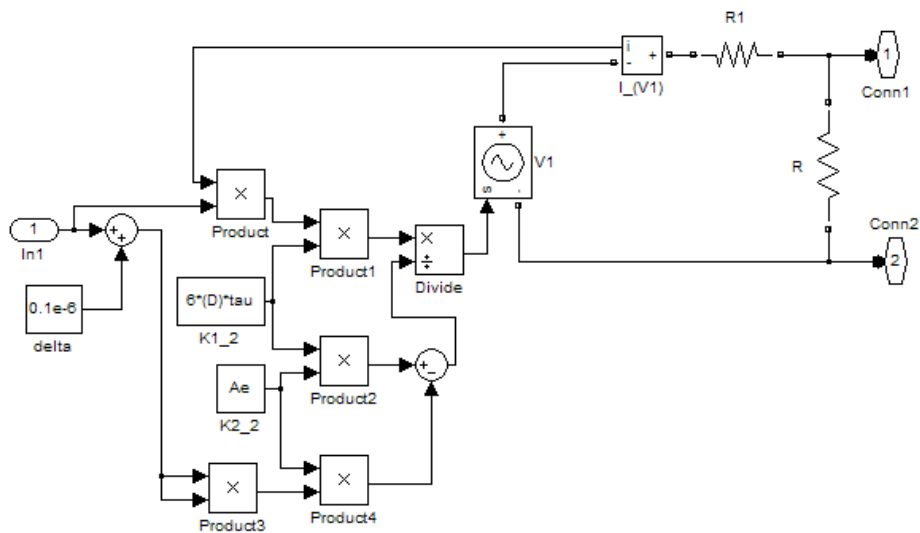 R1
i
-
+
1
I_(V1)
Conn1
+
V1
R
s
-
×
Product
Conn2
1
In1
+
+
×
Product1
×
÷
Divide
2
0.1e-6
delta
6*(D)*tau
K1_2
×
Product2
+
-
Ae
K2_2
×
Product3
×
Product4